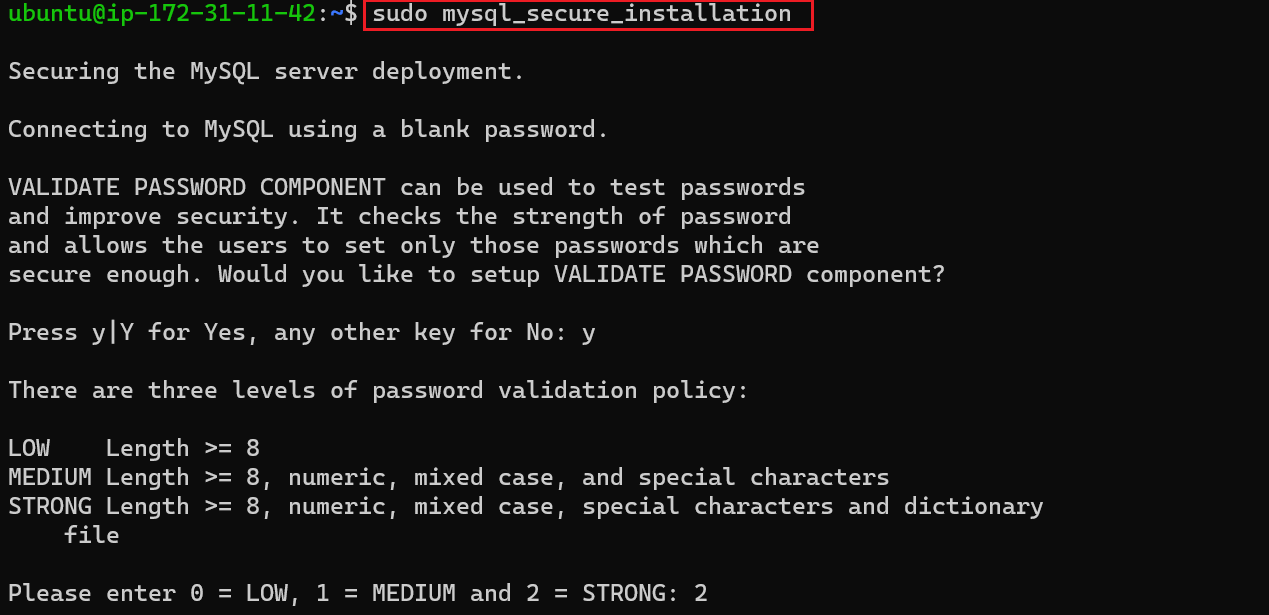 ubuntu@ip-172-31-11-42:~$ sudo mysql_secure_installation
Securing the MySQL server deployment.
Connecting to MySQL using a blank password.
VALIDATE PASSWORD COMPONENT can be used to test passwords
and improve security. It checks the strength of password
and allows the users to set only those passwords which are
secure enough. Would you like to setup VALIDATE PASSWORD component?
Press y|Y for Yes, any other key for No: y
There are three levels of password validation policy:
LOW    Length >= 8
MEDIUM Length >= 8, numeric, mixed case, and special characters
STRONG Length >= 8, numeric, mixed case, special characters and dictionary
    file
Please enter 0 = LOW, 1 = MEDIUM and 2 = STRONG: 2